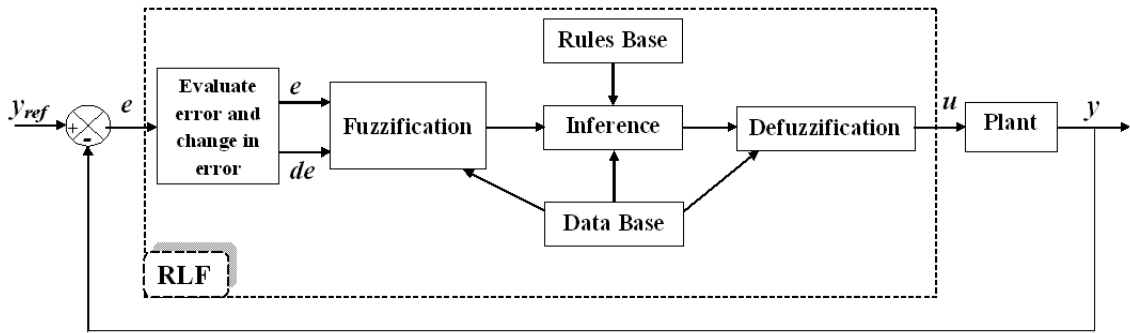 Rules Base
y_ref
+
-
e
Evaluate
error and
change in
error
e
de
Fuzzification
Inference
Defuzzification
u
Plant
y
Data Base
RLF